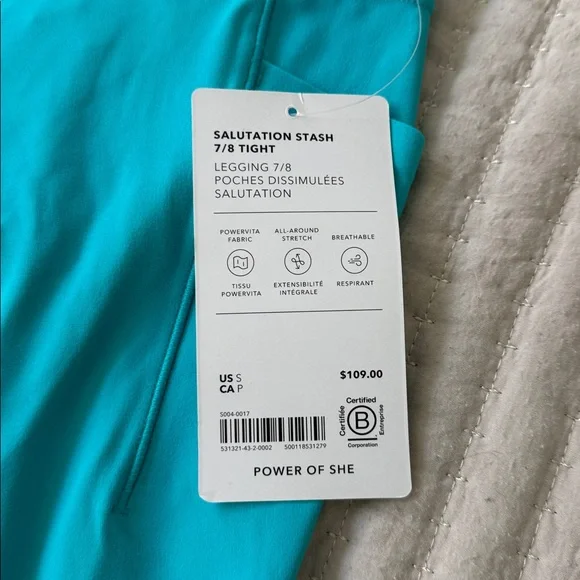 SALUTATION STASH
7/8 TIGHT
LEGGING 7/8
POCHES DISSIMULÉES
SALUTATION
POWERVITA
FABRIC
ALL-AROUND
STRETCH
BREATHABLE
TISSU
POWERVITA
EXTENSIBILITÉ
INTÉGRALE
RESPIRANT
US S
CA P
$109.00
S004-0017
531321-43-2-0002 500118531279
Certified
Certifiée
B
Entreprise
Corporation
POWER OF SHE